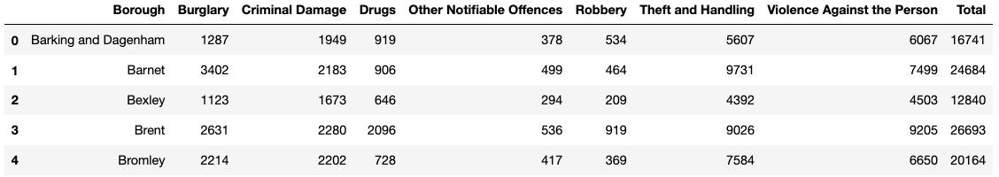 Borough Burglary Criminal Damage Drugs Other Notifiable Offences Robbery Theft and Handling Violence Against the Person Total
0 Barking and Dagenham 1287 1949 919 378 534 5607 6067 16741
1 Barnet 3402 2183 906 499 464 9731 7499 24684
2 Bexley 1123 1673 646 294 209 4392 4503 12840
3 Brent 2631 2280 2096 536 919 9026 9205 26693
4 Bromley 2214 2202 728 417 369 7584 6650 20164